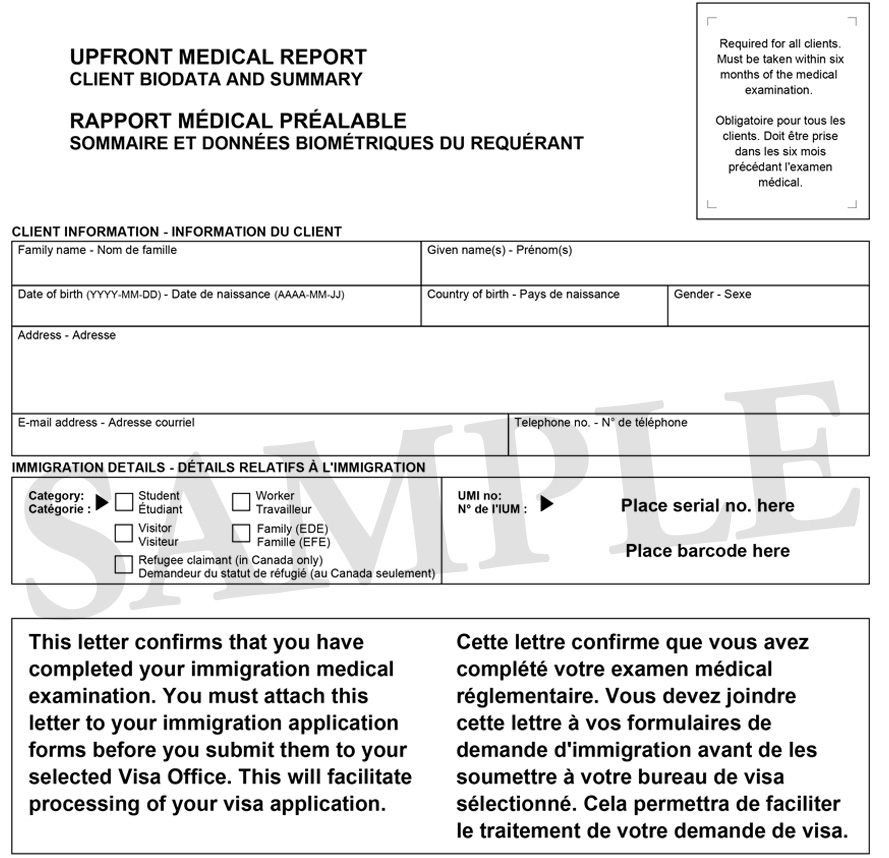 UPFRONT MEDICAL REPORT
CLIENT BIODATA AND SUMMARY
RAPPORT MÉDICAL PRÉALABLE
SOMMAIRE ET DONNÉES BIOMÉTRIQUES DU REQUÉRANT
Required for all clients.
Must be taken within six
months of the medical
examination.
Obligatoire pour tous les
clients. Doit être prise
dans les six mois
précédant l'examen
médical.
CLIENT INFORMATION - INFORMATION DU CLIENT
Family name - Nom de famille
Given name(s) - Prénom(s)
Date of birth (YYYY-MM-DD) - Date de naissance (AAAA-MM-JJ)
Country of birth - Pays de naissance
Gender - Sexe
Address - Adresse
E-mail address - Adresse courriel
Telephone no. - N° de téléphone
SAMPLE
IMMIGRATION DETAILS - DÉTAILS RELATIFS À L'IMMIGRATION
Category:
Catégorie :
Student
Étudiant
Worker
Travailleur
Visitor
Visiteur
Family (EDE)
Famille (EFE)
Refugee claimant (in Canada only)
Demandeur du statut de réfugié (au Canada seulement)
UMI no:
N° de l'IUM :
Place serial no. here
Place barcode here
This letter confirms that you have
completed your immigration medical
examination. You must attach this
letter to your immigration application
forms before you submit them to your
selected Visa Office. This will facilitate
processing of your visa application.
Cette lettre confirme que vous avez
complété votre examen médical
réglementaire. Vous devez joindre
cette lettre à vos formulaires de
demande d'immigration avant de les
soumettre à votre bureau de visa
sélectionné. Cela permettra de faciliter
le traitement de votre demande de visa.